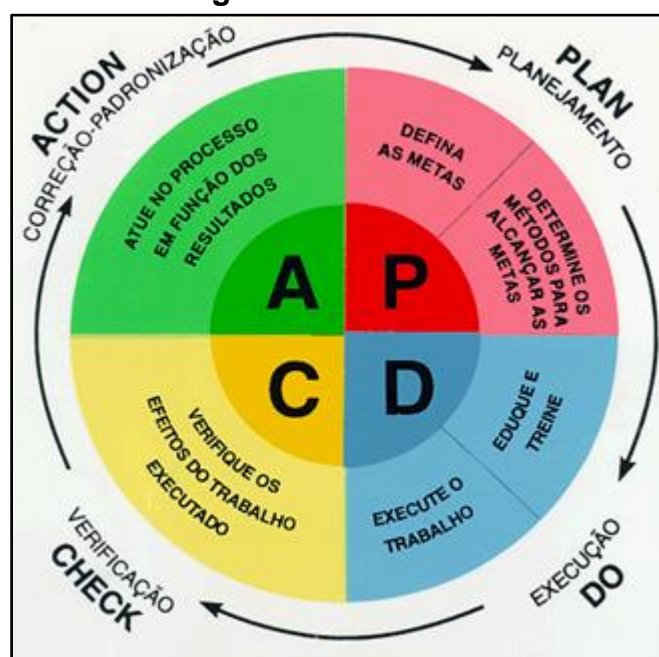 PLAN
PLANEJAMENTO
DEFINA
AS METAS
DETERMINE OS
MÉTODOS PARA
ALCANÇAR AS
METAS
P
EDUQUE E
TREINE
EXECUTE O
TRABALHO
D
EXECUÇÃO
DO
VERIFIQUE OS
EFEITOS DO TRABALHO
EXECUTADO
C
VERIFICAÇÃO
CHECK
ATUE NO PROCESSO
EM FUNÇÃO DOS
RESULTADOS
A
ACTION
CORREÇÃO-PADRONIZAÇÃO